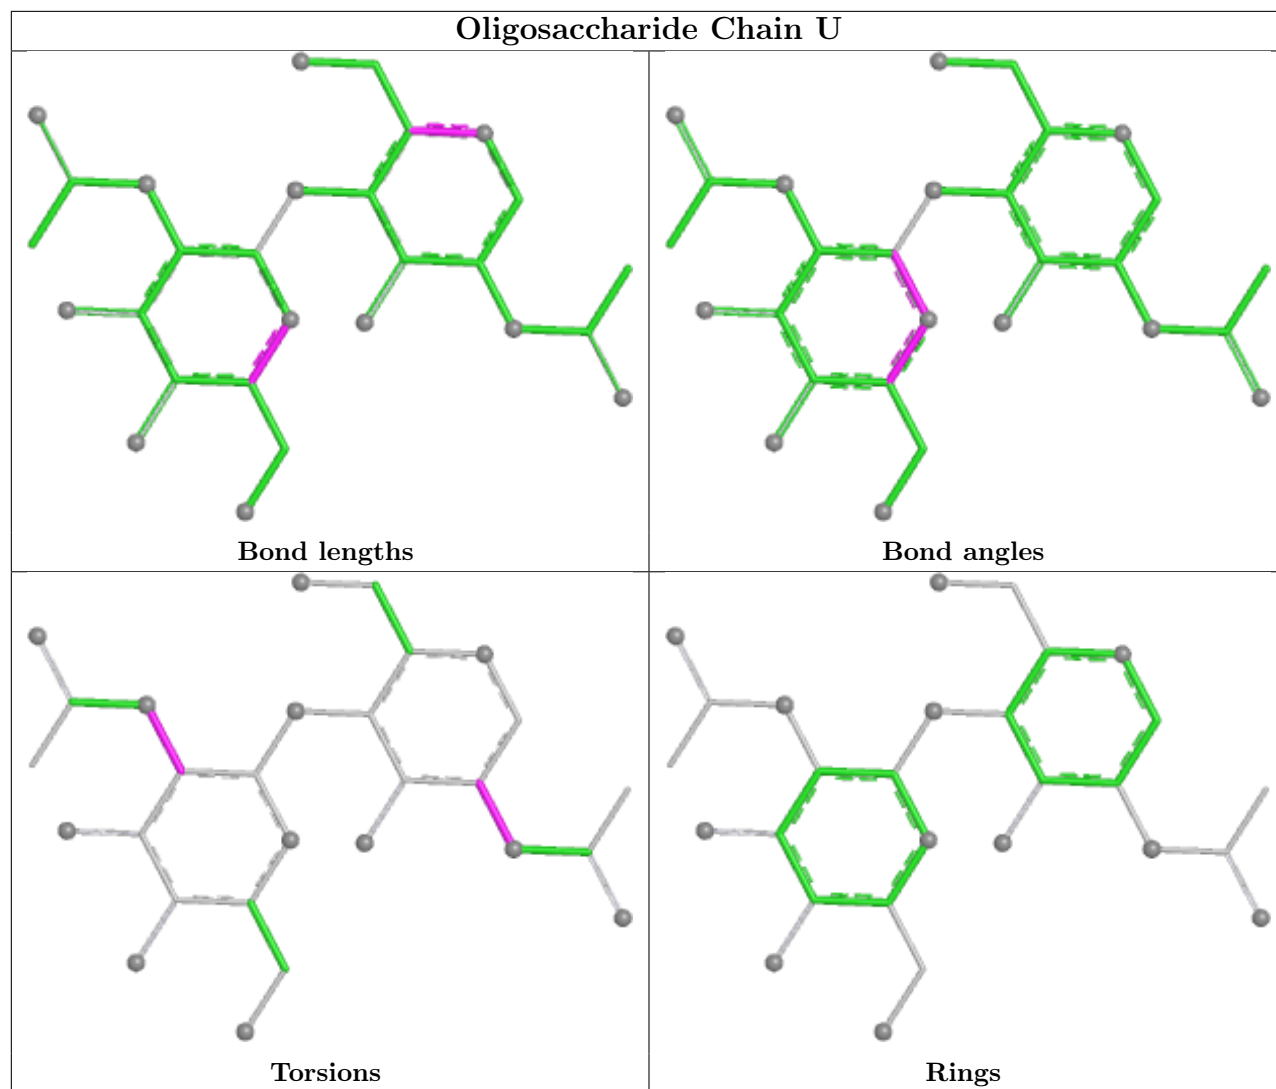 Oligosaccharide Chain U
Bond lengths
Bond angles
Torsions
Rings